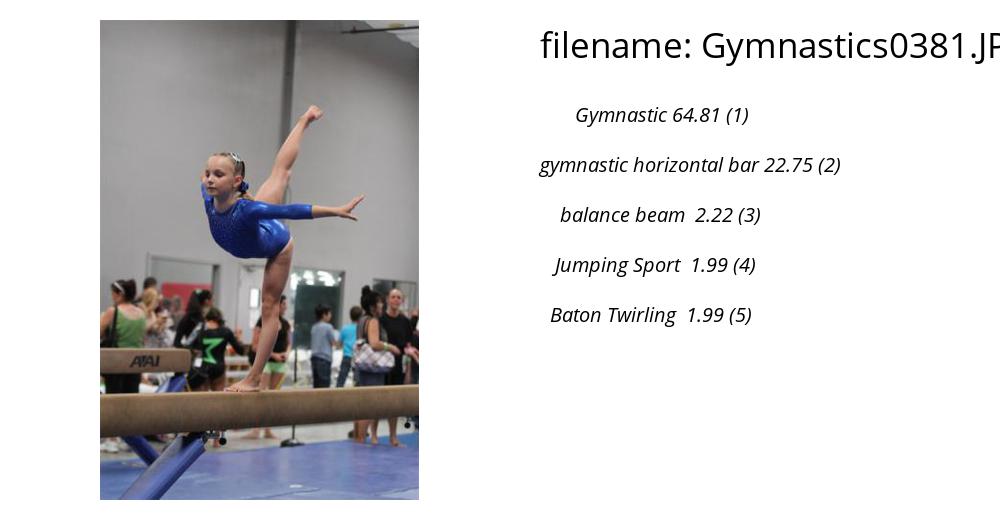 filename: Gymnastics0381.JP
Gymnastic 64.81 (1)
gymnastic horizontal bar 22.75 (2)
balance beam 2.22 (3)
Jumping Sport 1.99 (4)
Baton Twirling 1.99 (5)
AAI